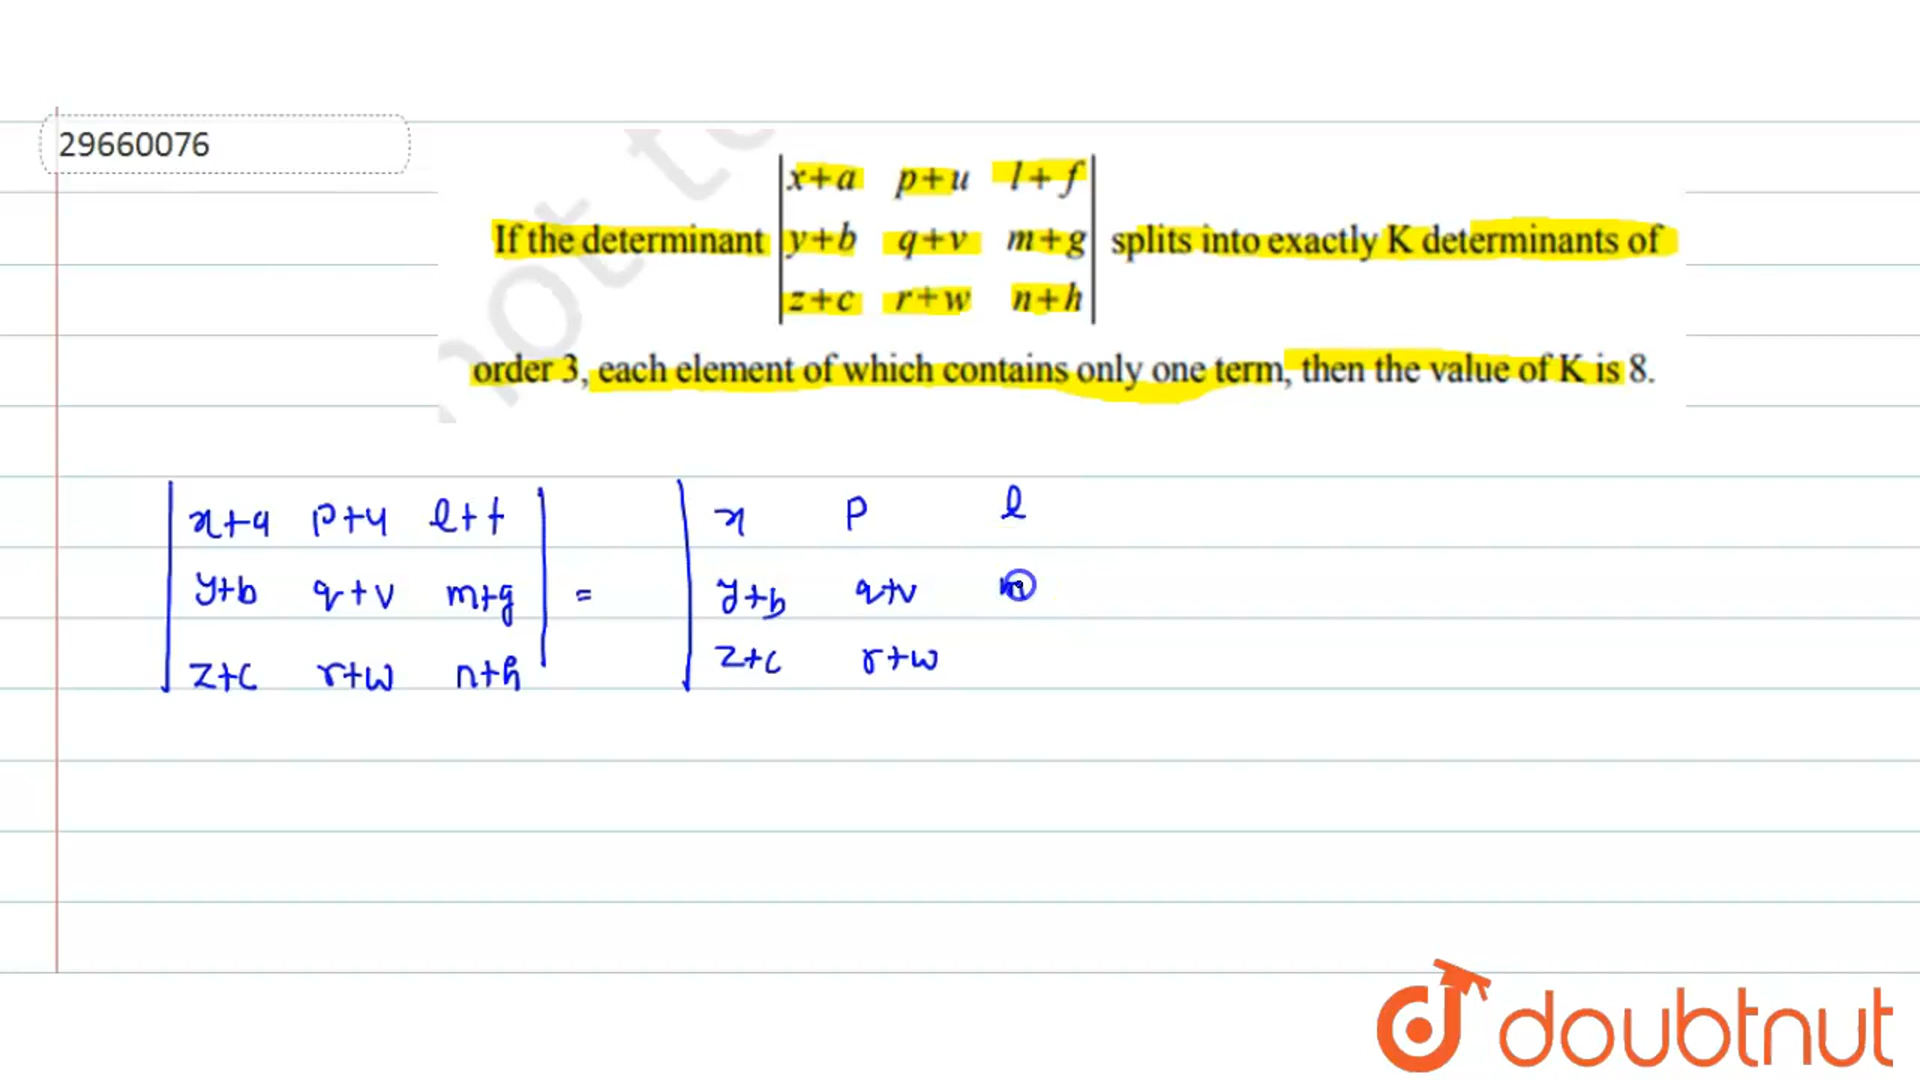 29660076
x+a p+u l+f
If the determinant y+b q+v m+g splits into exactly K determinants of
z+c r+w n+h
order 3, each element of which contains only one term, then the value of K is 8.
x+a p+u l+f x p l
y+b q+v m+g = y+b q+v m
z+c r+w n+h z+c r+w
doubtnut